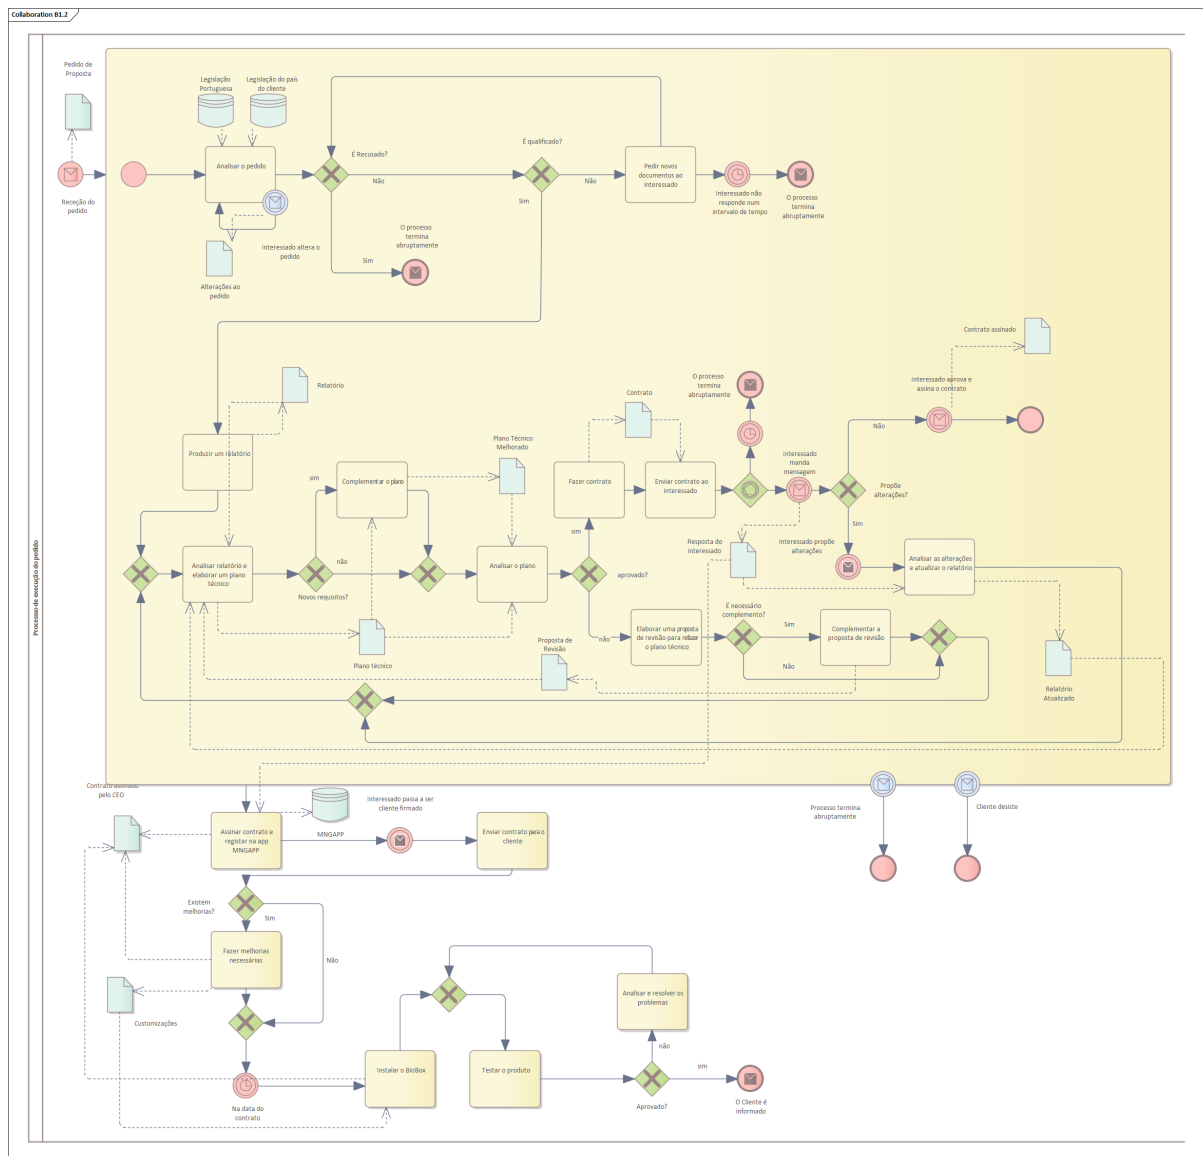 Collaboration B1.2
Processo de execução do pedido
Pedido de
Proposta
Receção do
pedido
Legislação
Portuguesa
Legislação do país
do cliente
Analisar o pedido
Interessado altera o
pedido
Alterações ao
pedido
É Recusado?
Não
Sim
O processo
termina
abruptamente
É qualificado?
Não
Sim
Pedir novos
documentos ao
interessado
Interessado não
responde num
intervalo de tempo
O processo
termina
abruptamente
Relatório
Produzir um relatório
Analisar relatório e
elaborar um plano
técnico
sim
não
Novos requisitos?
Complementar o plano
Plano Técnico
Melhorado
Plano técnico
Analisar o plano
sim
aprovado?
não
Fazer contrato
Contrato
Enviar contrato ao
interessado
O processo
termina
abruptamente
Interessado
manda
mensagem
Propõe
alterações?
Não
Sim
Interessado aprova e
assina o contrato
Contrato assinado
Resposta do
interessado
Interessado propõe
alterações
Analisar as alterações
e atualizar o relatório
Elaborar uma proposta
de revisão para refazer
o plano técnico
É necessário
complemento?
Sim
Não
Complementar a
proposta de revisão
Proposta de
Revisão
Relatório
Atualizado
Processo termina
abruptamente
Cliente desiste
Contrato assinado
pelo CEO
Assinar contrato e
registar na app
MNGAPP
MNGAPP
Interessado passa a ser
cliente firmado
Enviar contrato para o
cliente
Existem
melhorias?
Sim
Não
Fazer melhorias
necessárias
Customizações
Na data do
contrato
Instalar o BioBox
Testar o produto
Analisar e resolver os
problemas
não
sim
Aprovado?
O Cliente é
informado